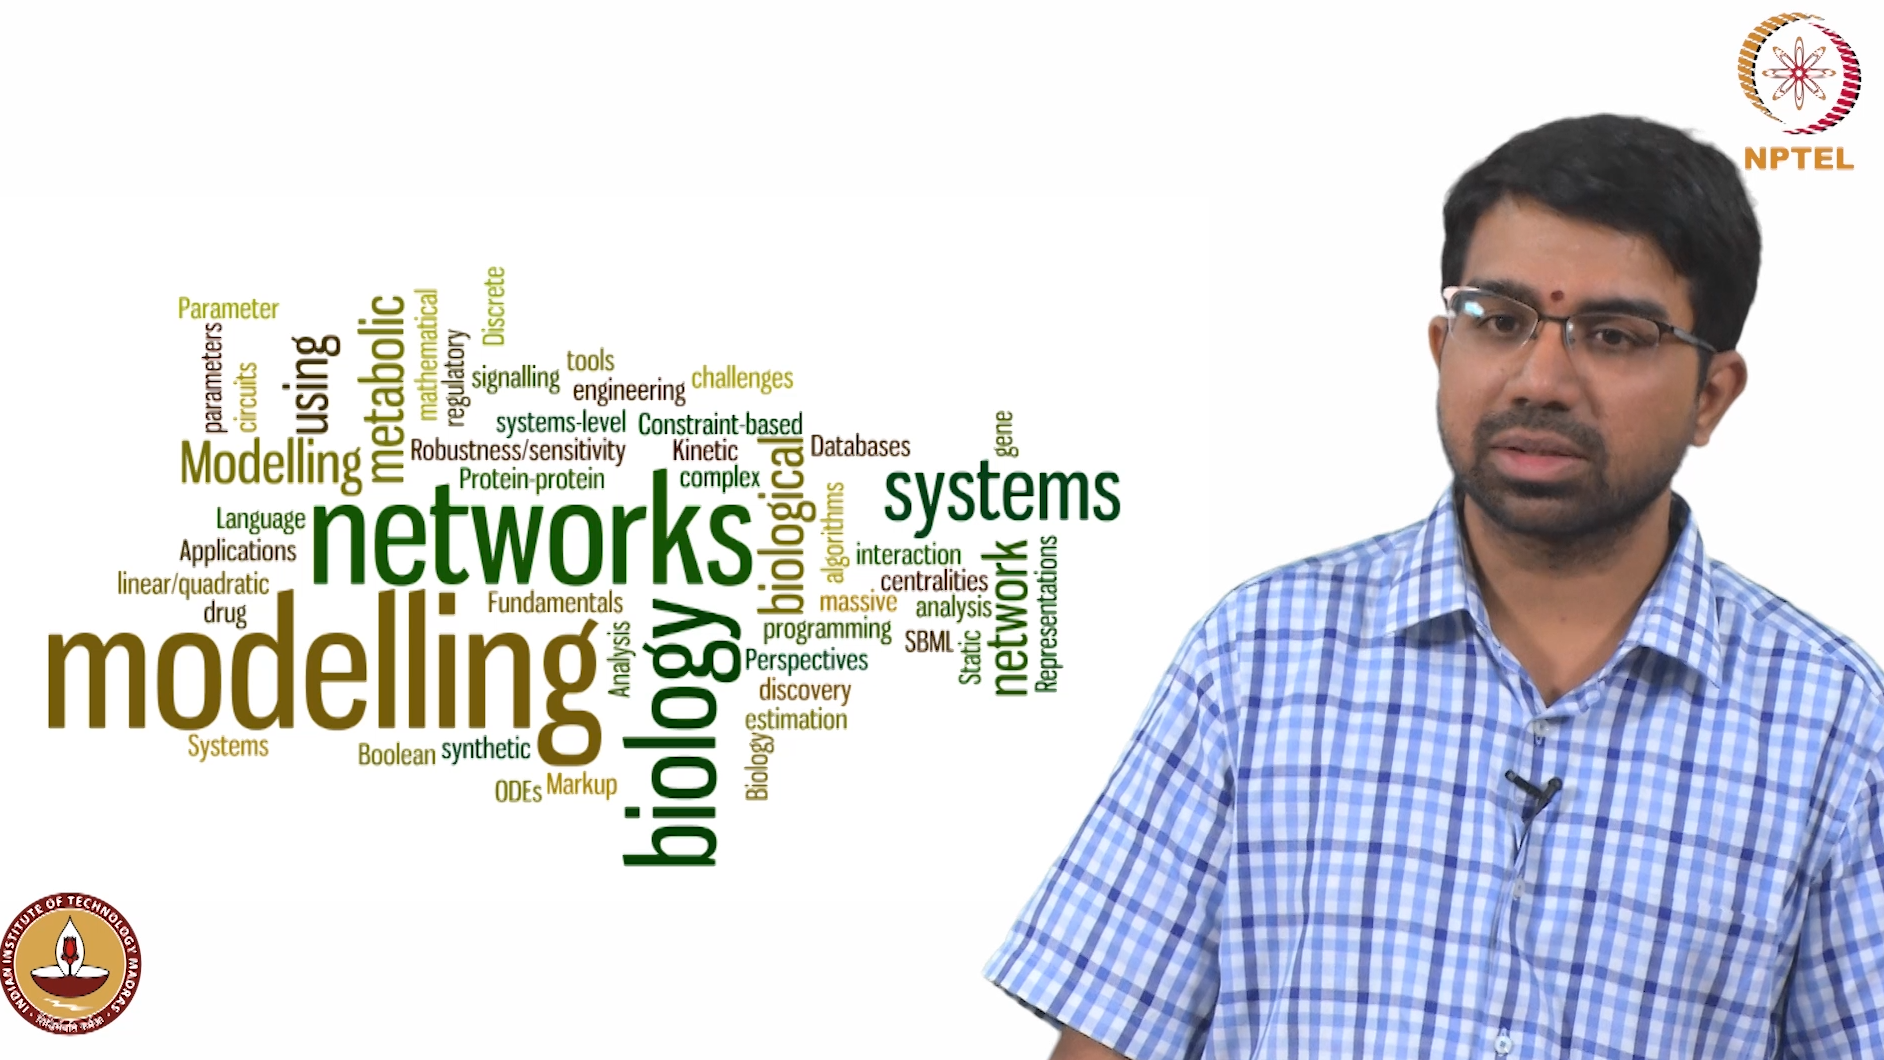 NPTEL
Discrete
Parameter
parameters
circuits
using
metabolic
mathematical
regulatory
signalling
tools
engineering
challenges
systems-level
Constraint-based
Modelling
Robustness/sensitivity
Kinetic
biological
Databases
gene
Protein-protein
complex
systems
Language
networks
algorithms
Applications
interaction
network
Representations
linear/quadratic
centralities
drug
Fundamentals
massive
analysis
modelling
Analysis
biology
programming
SBML
Static
Perspectives
discovery
estimation
Systems
Boolean
synthetic
Biology
ODEs
Markup
INDIAN INSTITUTE OF TECHNOLOGY MADRAS
सिद्धिर्भवति कर्मजा